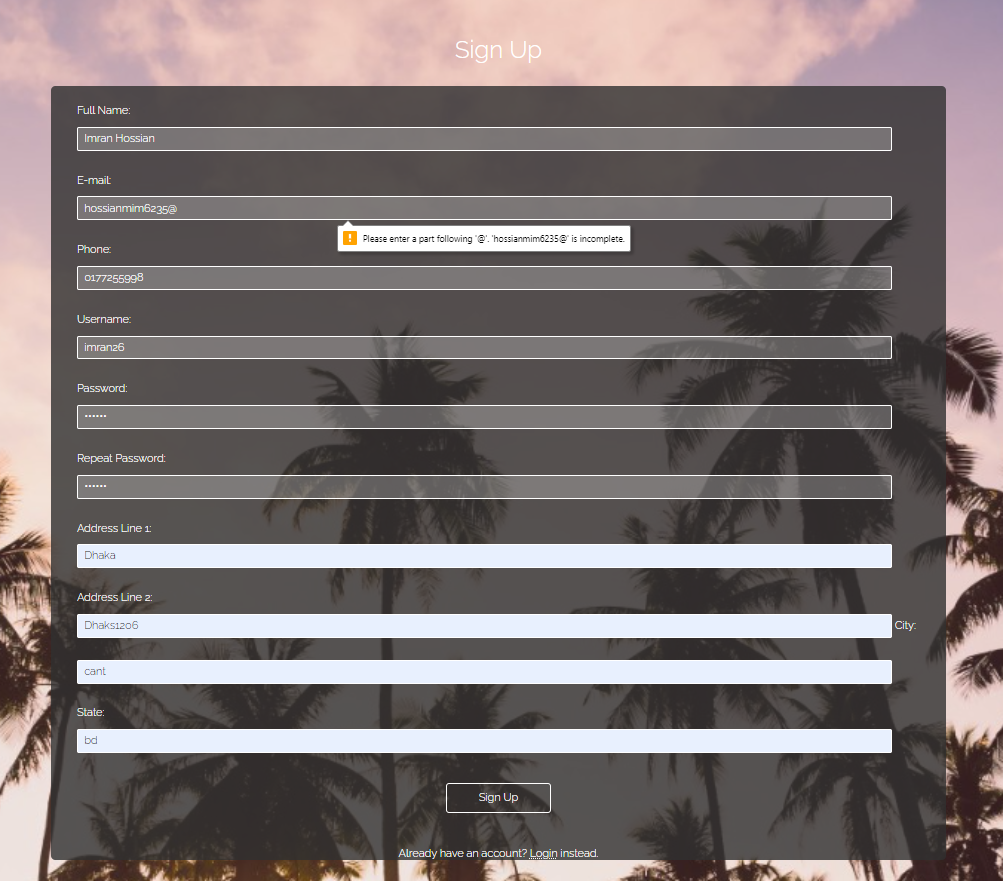 Sign Up
Full Name:
Imran Hossian
E-mail:
hossianmim6235@
Please enter a part following '@'. 'hossianmim6235@' is incomplete.
Phone:
0177255998
Username:
imran26
Password:
••••••
Repeat Password:
••••••
Address Line 1:
Dhaka
Address Line 2:
Dhaks1206 City:
cant
State:
bd
Sign Up
Already have an account? Login instead.